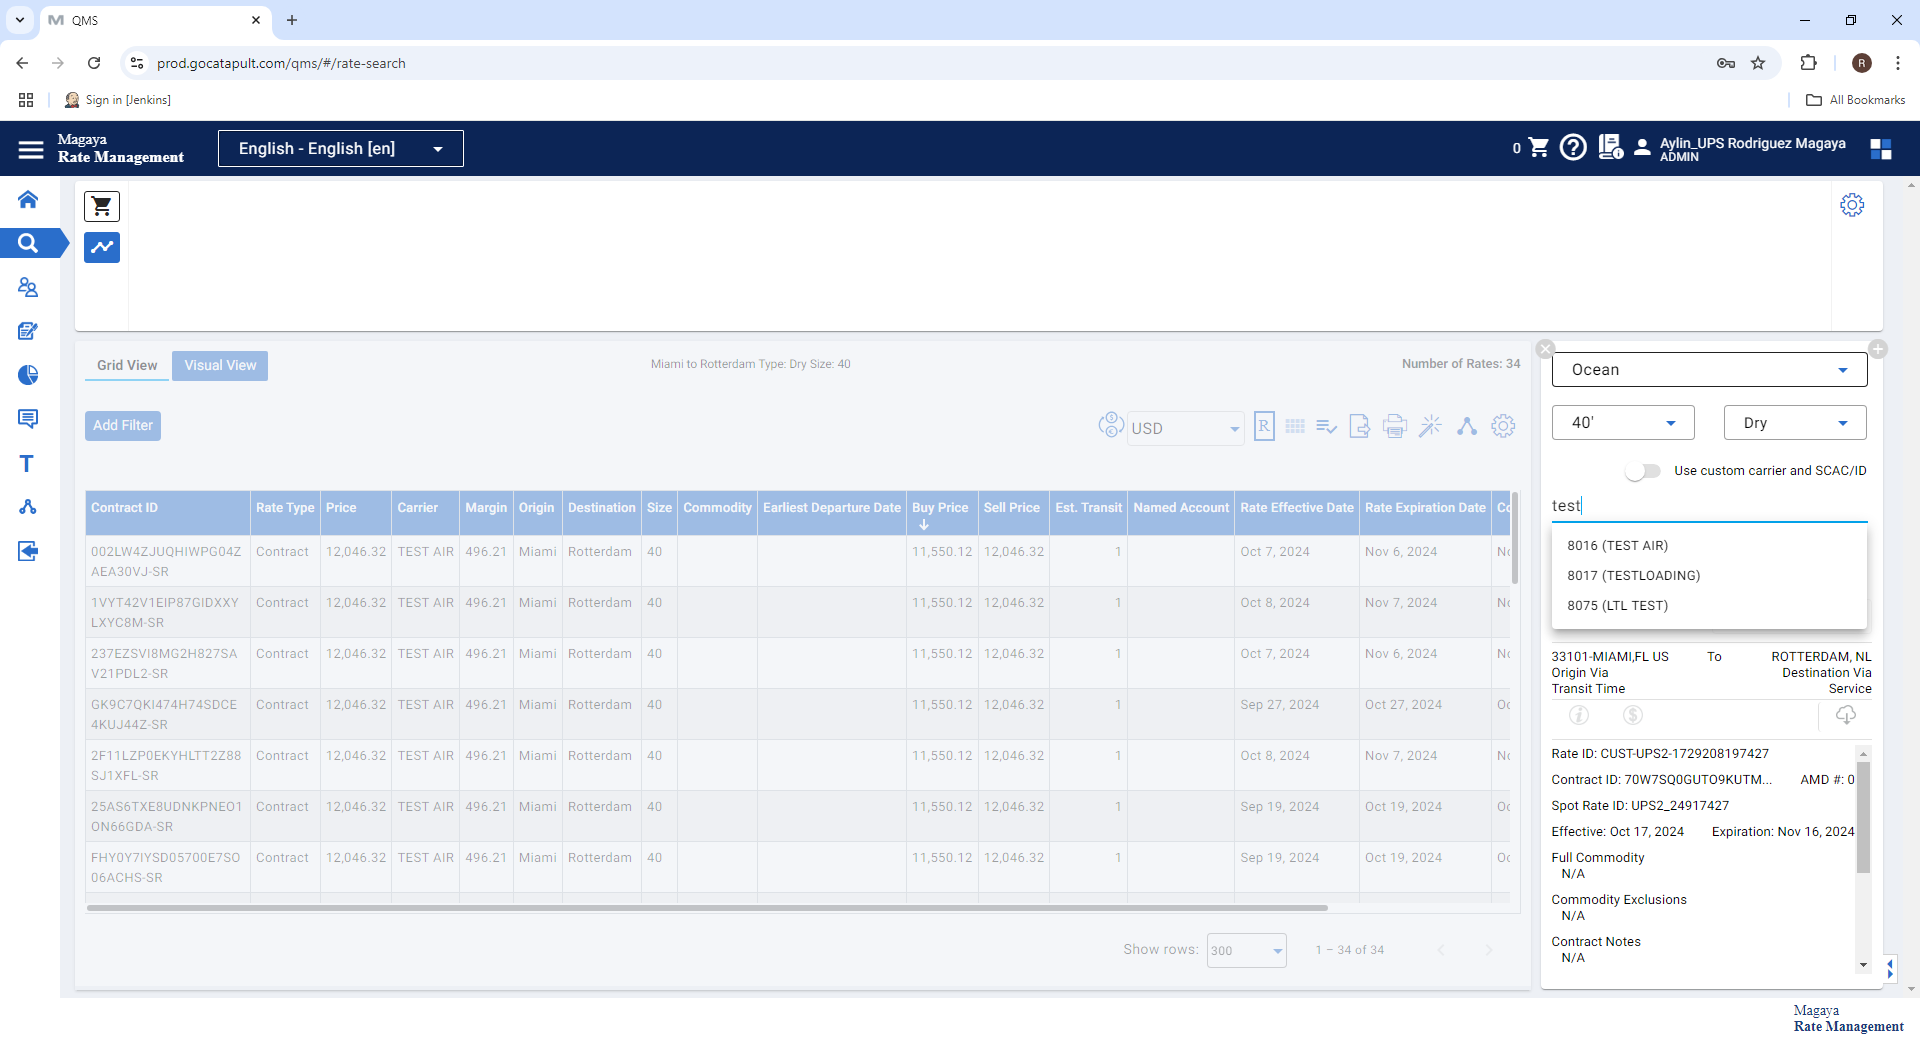 QMS
prod.gocatapult.com/qms/#/rate-search
R
Sign in [Jenkins]
All Bookmarks
Magaya
Rate Management
English - English [en]
0
Aylin_UPS Rodriguez Magaya
ADMIN
Grid View
Visual View
Miami to Rotterdam Type: Dry Size: 40
Number of Rates: 34
Add Filter
USD
R
Contract ID Rate Type Price Carrier Margin Origin Destination Size Commodity Earliest Departure Date Buy Price Sell Price Est. Transit Named Account Rate Effective Date Rate Expiration Date Co
002LW4ZJUQHIWPG04Z Contract 12,046.32 TEST AIR 496.21 Miami Rotterdam 40 11,550.12 12,046.32 1 Oct 7, 2024 Nov 6, 2024 No
AEA30VJ-SR
1VYT42V1EIP87GIDXXY Contract 12,046.32 TEST AIR 496.21 Miami Rotterdam 40 11,550.12 12,046.32 1 Oct 8, 2024 Nov 7, 2024 No
LXYC8M-SR
237EZSVI8MG2H827SA Contract 12,046.32 TEST AIR 496.21 Miami Rotterdam 40 11,550.12 12,046.32 1 Oct 7, 2024 Nov 6, 2024 No
V21PDL2-SR
GK9C7QKI474H74SDCE Contract 12,046.32 TEST AIR 496.21 Miami Rotterdam 40 11,550.12 12,046.32 1 Sep 27, 2024 Oct 27, 2024 Oc
4KUJ44Z-SR
2F11LZP0EKYHLTT2Z88 Contract 12,046.32 TEST AIR 496.21 Miami Rotterdam 40 11,550.12 12,046.32 1 Oct 8, 2024 Nov 7, 2024 No
SJ1XFL-SR
25AS6TXE8UDNKPNEO1 Contract 12,046.32 TEST AIR 496.21 Miami Rotterdam 40 11,550.12 12,046.32 1 Sep 19, 2024 Oct 19, 2024 Oc
ON66GDA-SR
FHY0Y7IYSD05700E7SO Contract 12,046.32 TEST AIR 496.21 Miami Rotterdam 40 11,550.12 12,046.32 1 Sep 19, 2024 Oct 19, 2024 Oc
06ACHS-SR
Show rows: 300 1 – 34 of 34
Ocean
40'
Dry
Use custom carrier and SCAC/ID
test
8016 (TEST AIR)
8017 (TESTLOADING)
8075 (LTL TEST)
33101-MIAMI,FL US To ROTTERDAM, NL
Origin Via Destination Via
Transit Time Service
Rate ID: CUST-UPS2-1729208197427
Contract ID: 70W7SQ0GUTO9KUTM... AMD #: 0
Spot Rate ID: UPS2_24917427
Effective: Oct 17, 2024 Expiration: Nov 16, 2024
Full Commodity
N/A
Commodity Exclusions
N/A
Contract Notes
N/A
Magaya
Rate Management